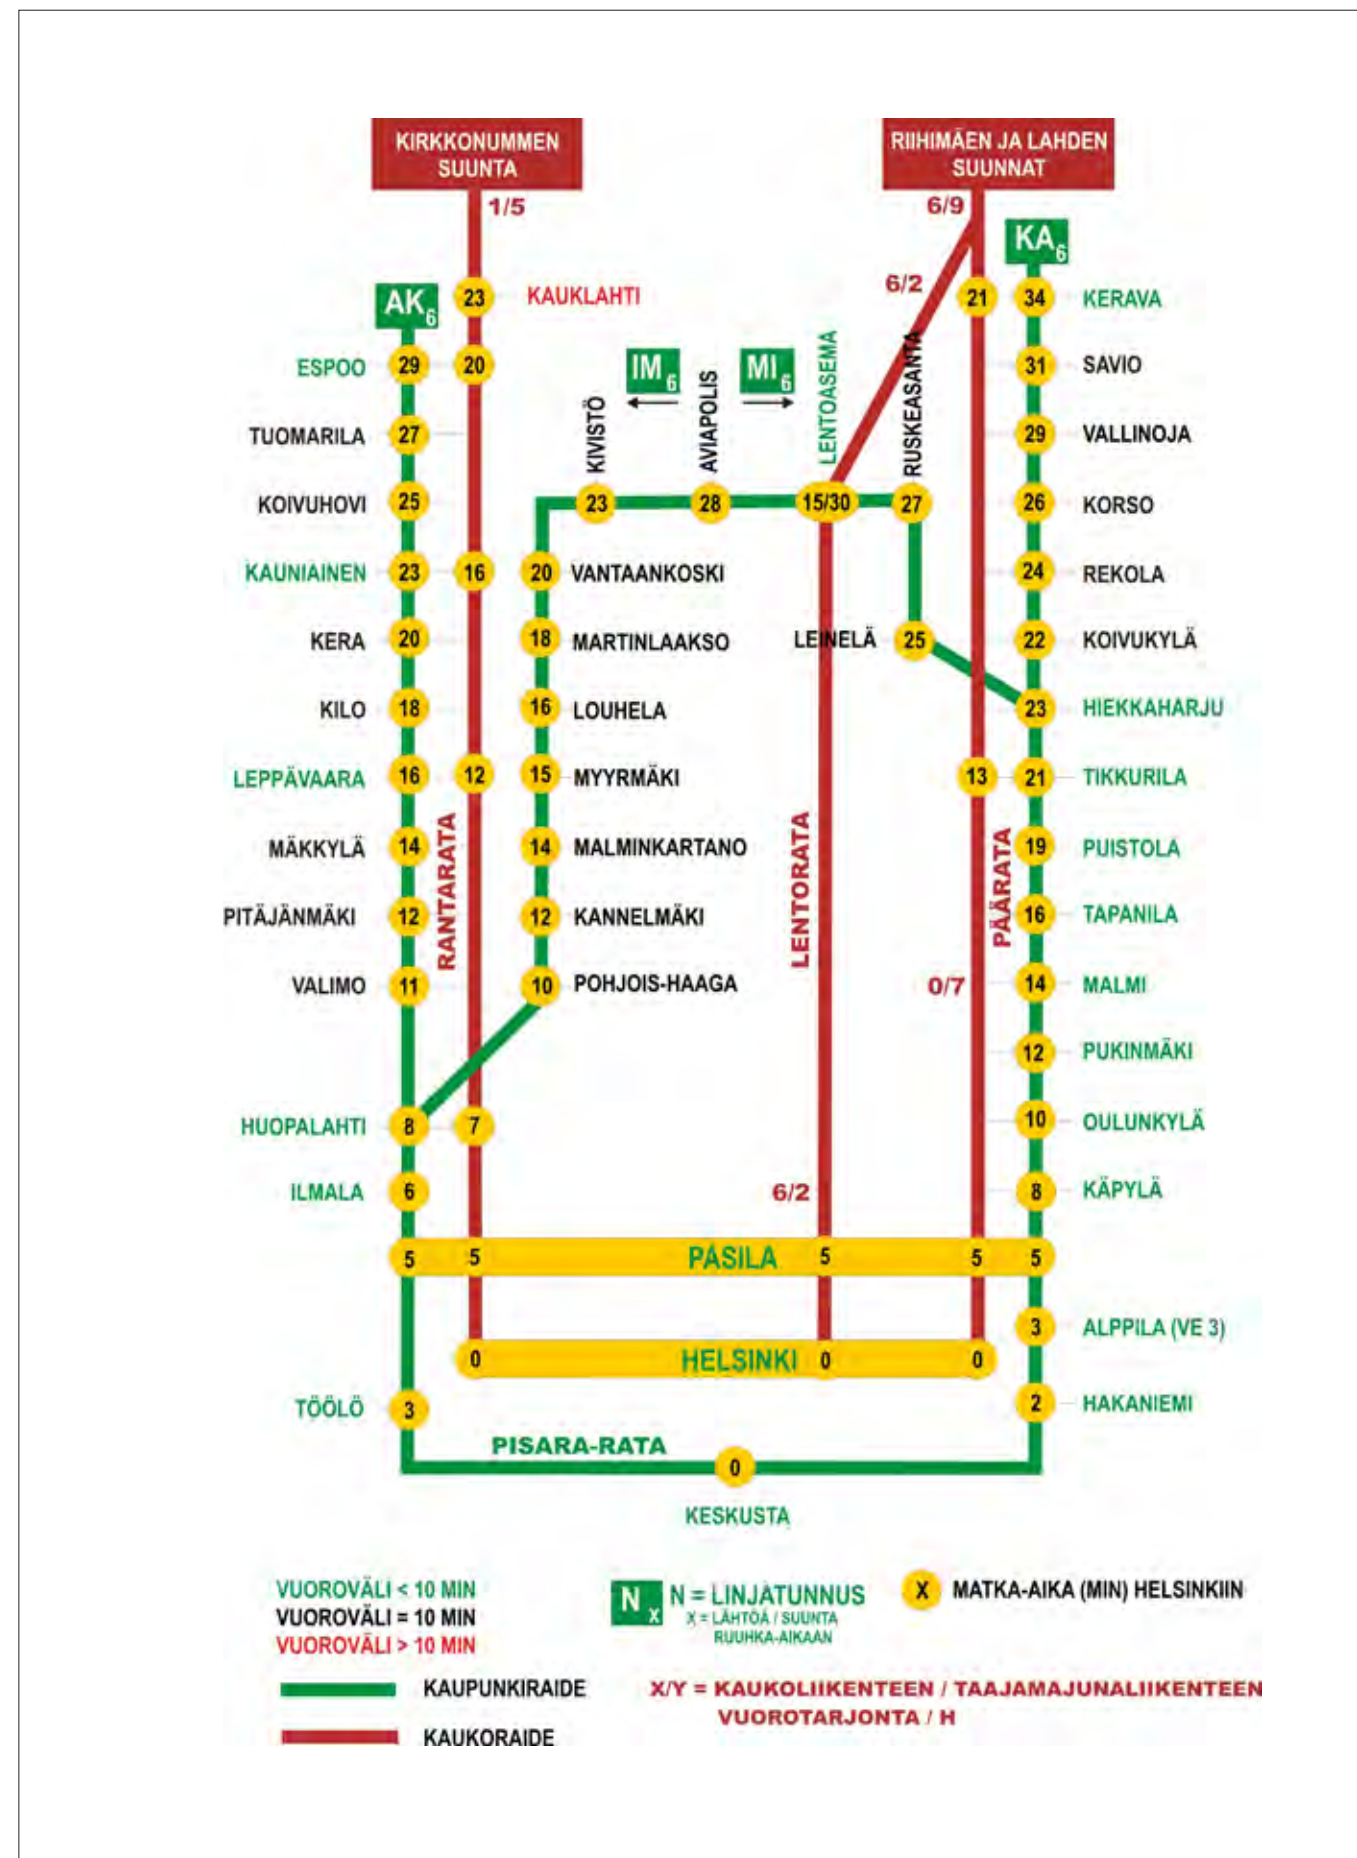 KIRKKONUMMEN
SUUNTA
RIIHIMÄEN JA LAHDEN
SUUNNAT
1/5
6/9
KA6
6/2
AK6
23
KAUKLAHTI
21
34
KERAVA
ESPOO
29
20
IM6
MI6
31
SAVIO
KIVISTÖ
AVIAPOLIS
LENTOASEMA
RUSKEASANTA
TUOMARILA
27
29
VALLINOJA
KOIVUHOVI
25
23
28
15/30
27
26
KORSO
KAUNIAINEN
23
16
20
VANTAANKOSKI
24
REKOLA
KERA
20
18
MARTINLAAKSO
LEINELÄ
25
22
KOIVUKYLÄ
KILO
18
16
LOUHELA
23
HIEKKAHARJU
LEPPÄVAARA
16
12
15
MYYRMÄKI
13
21
TIKKURILA
MÄKKYLÄ
14
14
MALMINKARTANO
19
PUISTOLA
RANTARATA
LENTORATA
PÄÄRATA
PITÄJÄNMÄKI
12
12
KANNELMÄKI
16
TAPANILA
VALIMO
11
10
POHJOIS-HAAGA
0/7
14
MALMI
12
PUKINMÄKI
HUOPALAHTI
8
7
10
OULUNKYLÄ
ILMALA
6
6/2
8
KÄPYLÄ
5
5
PASILA
5
5
5
3
ALPPILA (VE 3)
0
HELSINKI
0
0
TÖÖLÖ
3
2
HAKANIEMI
PISARA-RATA
0
KESKUSTA
VUOROVÄLI < 10 MIN
VUOROVÄLI = 10 MIN
VUOROVÄLI > 10 MIN
Nx
N = LINJATUNNUS
X = LÄHTÖÄ / SUUNTA
RUUHKA-AIKAAN
X
MATKA-AIKA (MIN) HELSINKIIN
KAUPUNKIRAIDE
KAUKORAIDE
X/Y = KAUKOLIIKENTEEN / TAAJAMAJUNALIIKENTEEN
VUOROTARJONTA / H